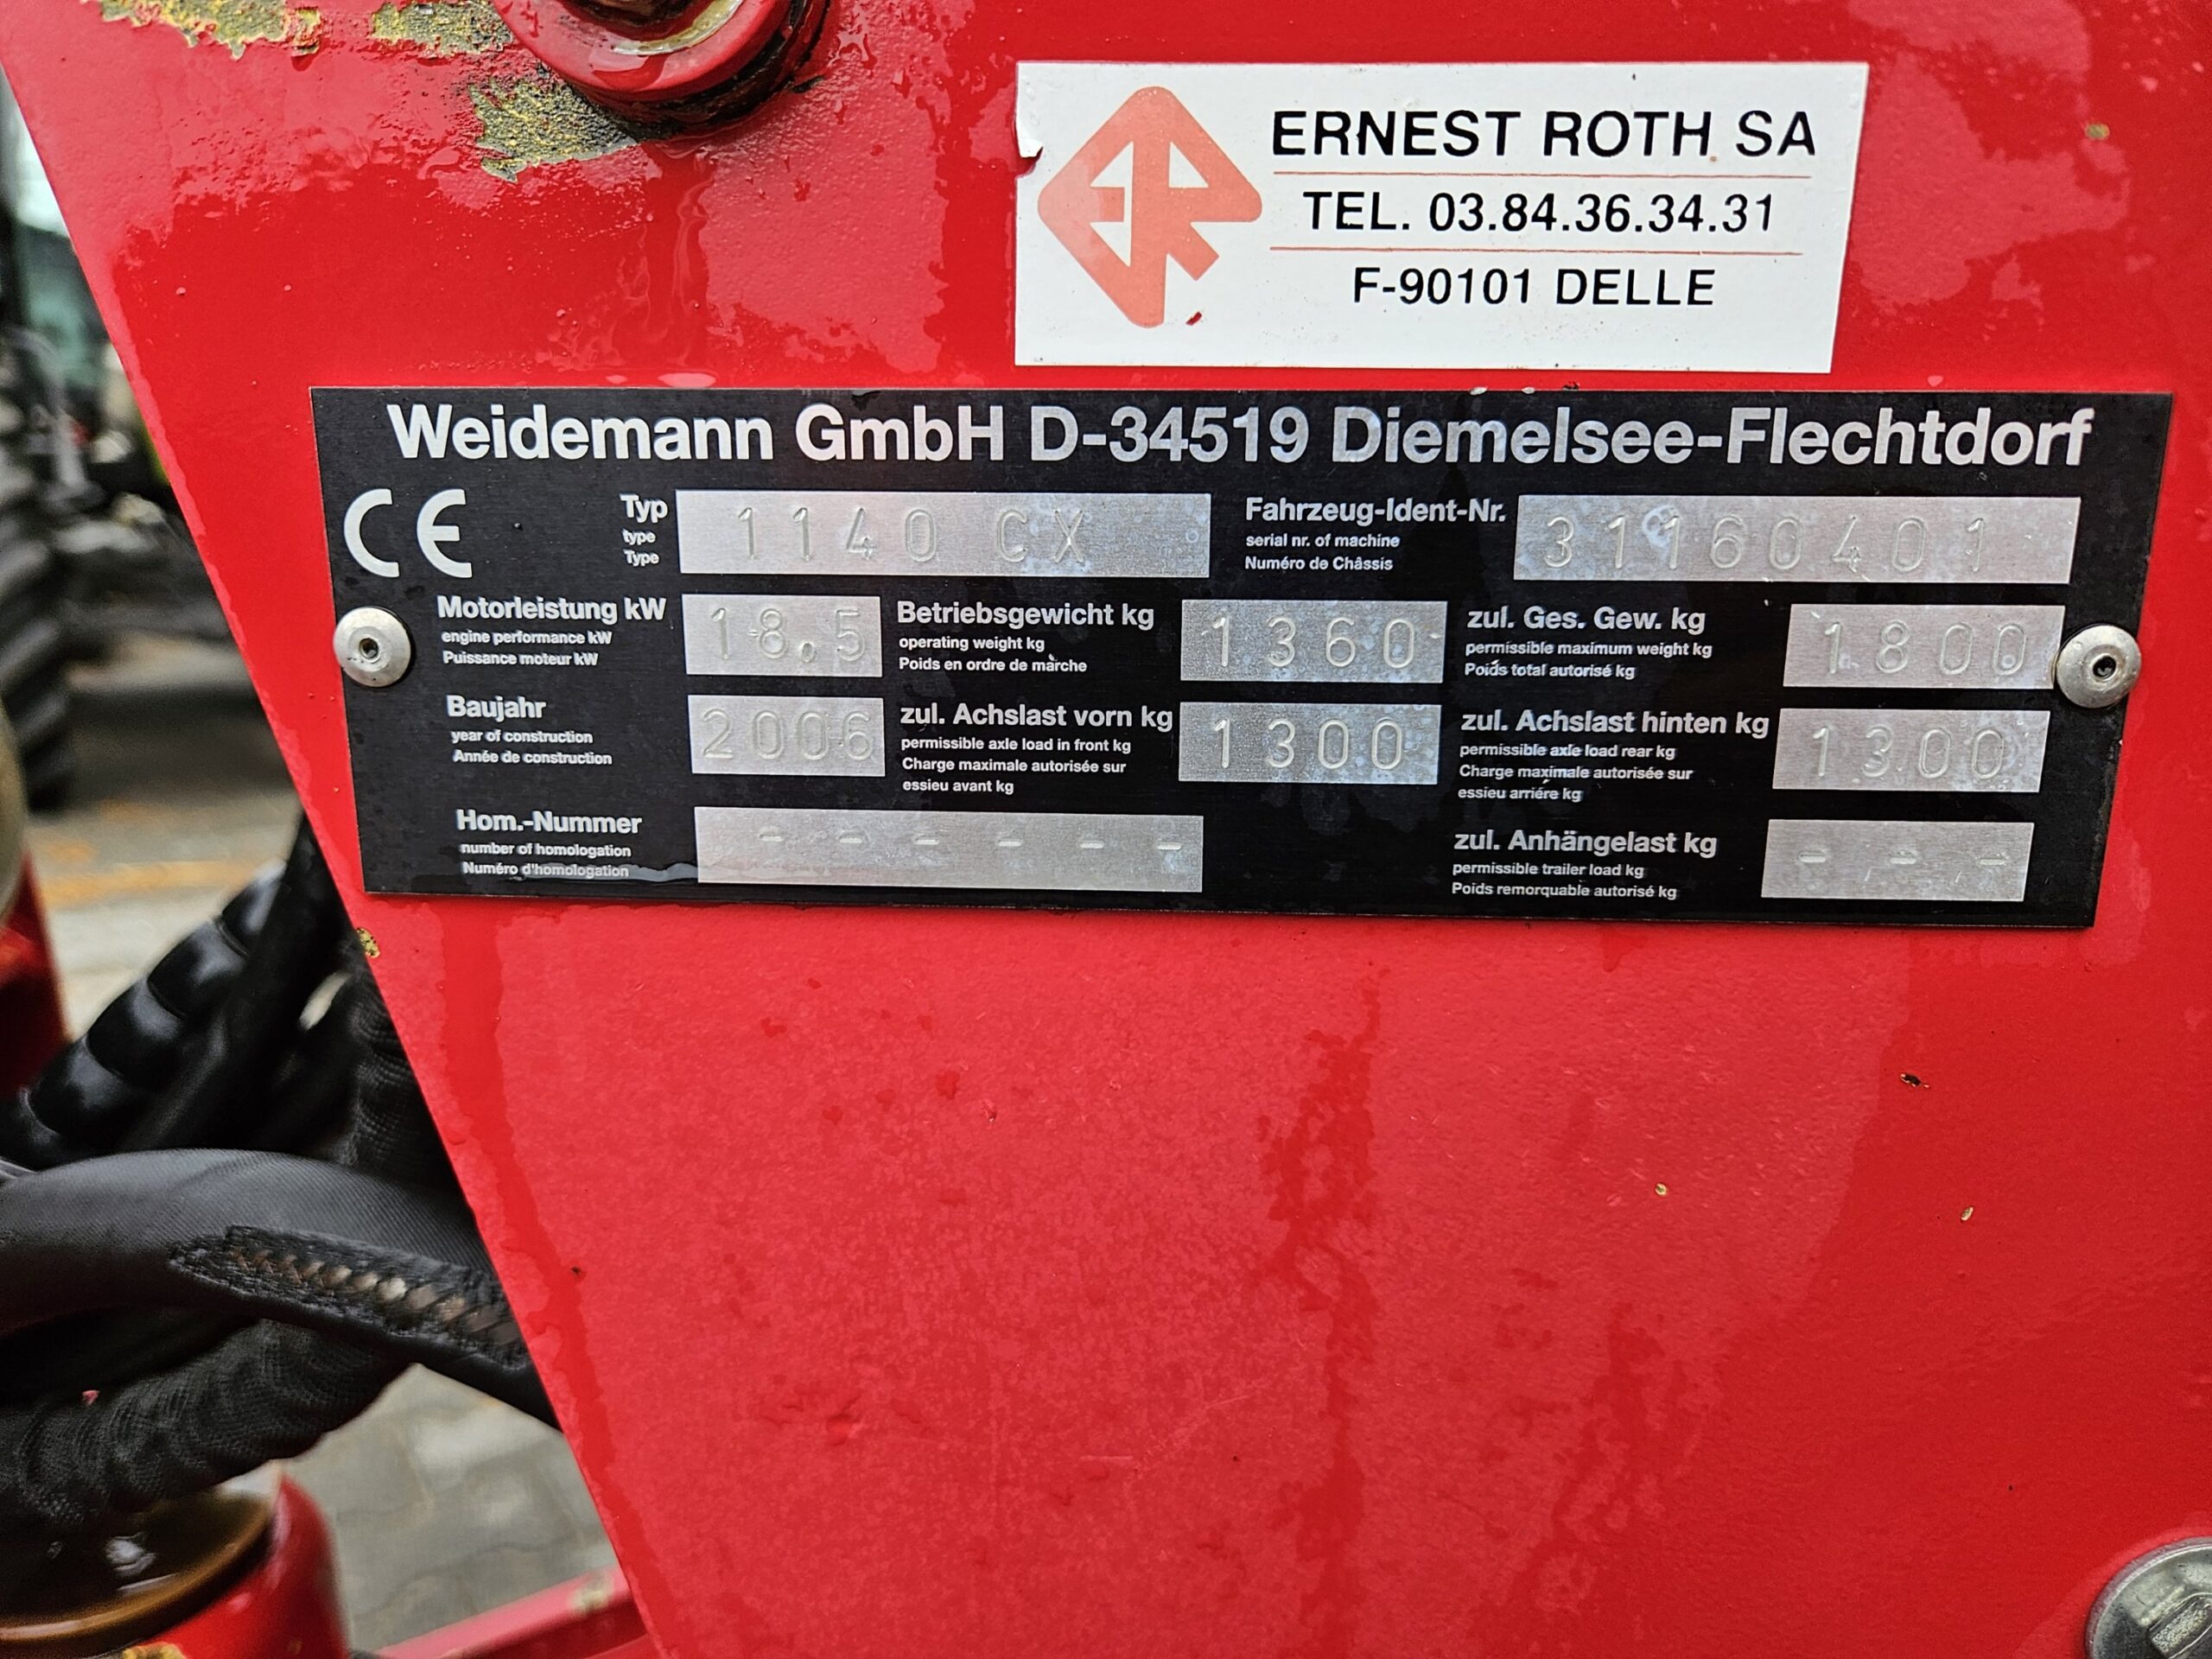 ERNEST ROTH SA
TEL. 03.84.36.34.31
F-90101 DELLE
Weidemann GmbH D-34519 Diemelsee-Flechtdorf
CE
Typ
type
Type
1140 CX
Fahrzeug-Ident-Nr.
serial nr. of machine
Numéro de Châssis
31160401
Motorleistung kW
engine performance kW
Puissance moteur kW
18.5
Betriebsgewicht kg
operating weight kg
Poids en ordre de marche
1360
zul. Ges. Gew. kg
permissible maximum weight kg
Poids total autorisé kg
1800
Baujahr
year of construction
Année de construction
2006
zul. Achslast vorn kg
permissible axle load in front kg
Charge maximale autorisée sur
essieu avant kg
1300
zul. Achslast hinten kg
permissible axle load rear kg
Charge maximale autorisée sur
essieu arriére kg
1300
Hom.-Nummer
number of homologation
Numéro d'homologation
- - - - - -
zul. Anhängelast kg
permissible trailer load kg
Poids remorquable autorisé kg
- - -